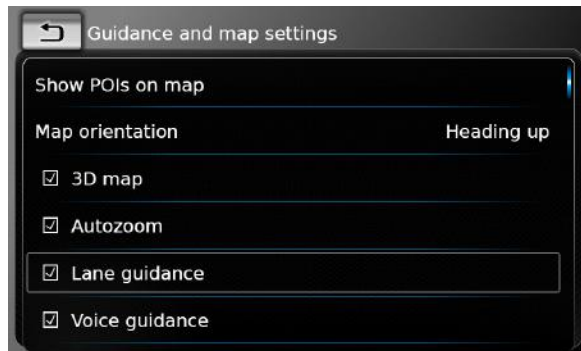 Guidance and map settings
Show POIs on map
Map orientation Heading up
3D map
Autozoom
Lane guidance
Voice guidance